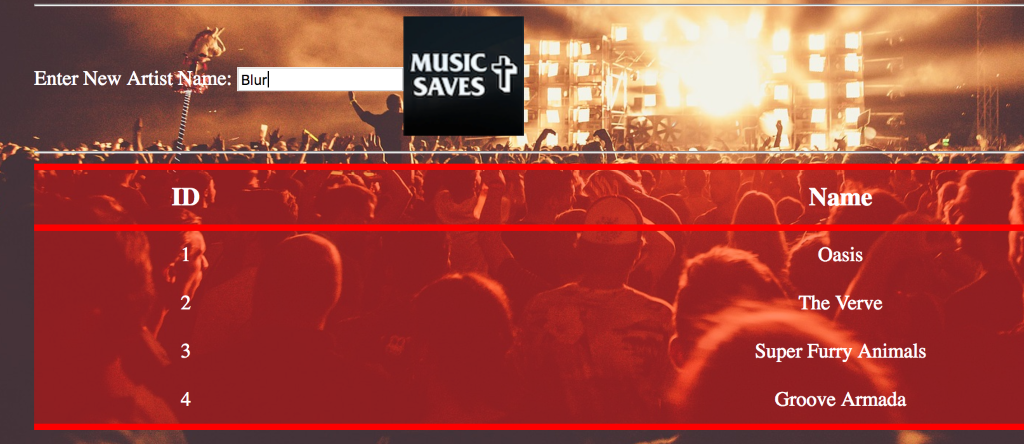 Enter New Artist Name: Blur
MUSIC
SAVES
ID Name
1 Oasis
2 The Verve
3 Super Furry Animals
4 Groove Armada